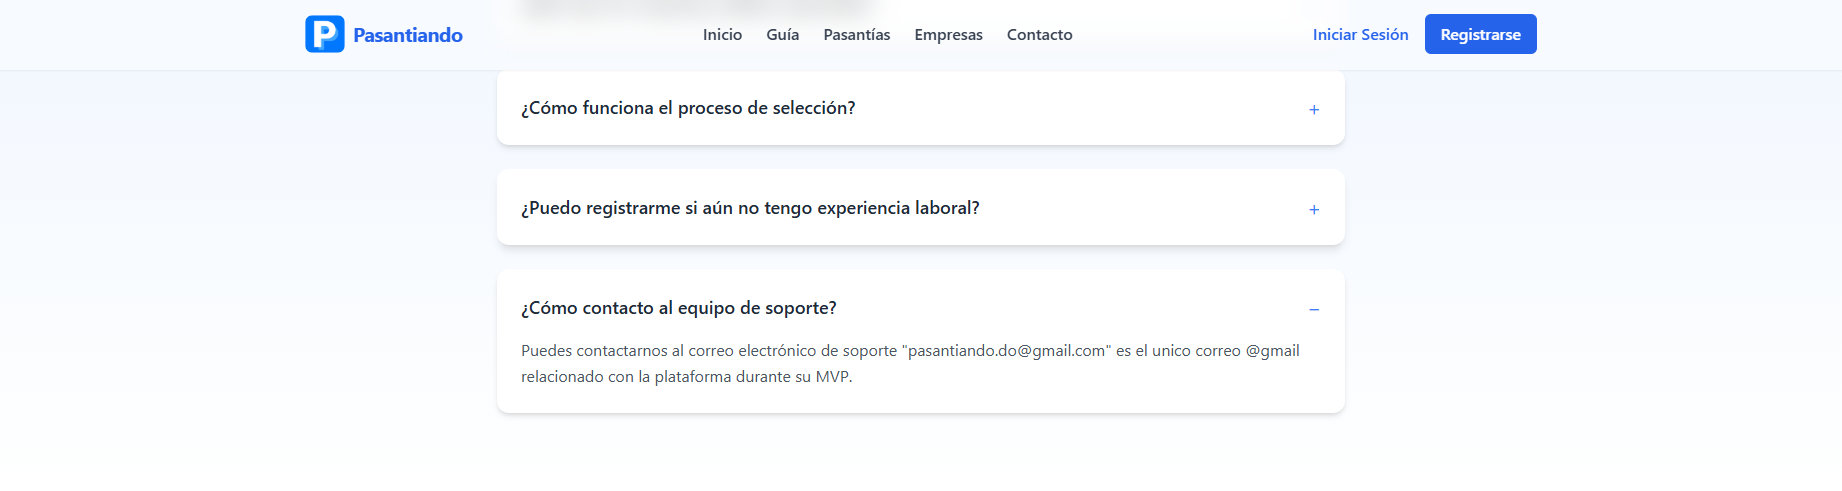 Pasantiando
Inicio Guía Pasantías Empresas Contacto
Iniciar Sesión Registrarse
¿Cómo funciona el proceso de selección? +
¿Puedo registrarme si aún no tengo experiencia laboral? +
¿Cómo contacto al equipo de soporte? −
Puedes contactarnos al correo electrónico de soporte "pasantiando.do@gmail.com" es el unico correo @gmail
relacionado con la plataforma durante su MVP.